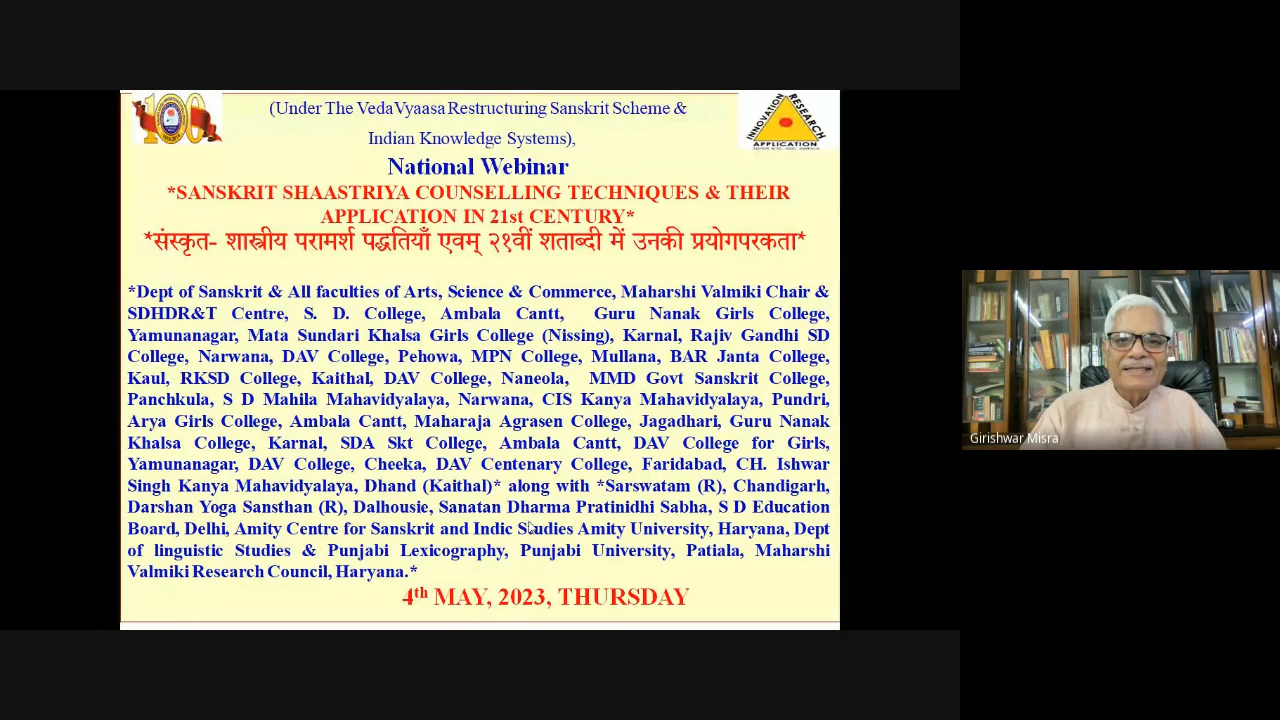 100
INNOVATION RESEARCH
APPLICATION
(Under The VedaVyaasa Restructuring Sanskrit Scheme &
Indian Knowledge Systems),
National Webinar
*SANSKRIT SHAASTRIYA COUNSELLING TECHNIQUES & THEIR
APPLICATION IN 21st CENTURY*
*संस्कृत- शास्त्रीय परामर्श पद्धतियाँ एवम् २१वीं शताब्दी में उनकी प्रयोगपरकता*
*Dept of Sanskrit & All faculties of Arts, Science & Commerce, Maharshi Valmiki Chair &
SDHDR&T Centre, S. D. College, Ambala Cantt, Guru Nanak Girls College,
Yamunanagar, Mata Sundari Khalsa Girls College (Nissing), Karnal, Rajiv Gandhi SD
College, Narwana, DAV College, Pehowa, MPN College, Mullana, BAR Janta College,
Kaul, RKSD College, Kaithal, DAV College, Naneola, MMD Govt Sanskrit College,
Panchkula, S D Mahila Mahavidyalaya, Narwana, CIS Kanya Mahavidyalaya, Pundri,
Arya Girls College, Ambala Cantt, Maharaja Agrasen College, Jagadhari, Guru Nanak
Khalsa College, Karnal, SDA Skt College, Ambala Cantt, DAV College for Girls,
Yamunanagar, DAV College, Cheeka, DAV Centenary College, Faridabad, CH. Ishwar
Singh Kanya Mahavidyalaya, Dhand (Kaithal)* along with *Sarswatam (R), Chandigarh,
Darshan Yoga Sansthan (R), Dalhousie, Sanatan Dharma Pratinidhi Sabha, S D Education
Board, Delhi, Amity Centre for Sanskrit and Indic Studies Amity University, Haryana, Dept
of linguistic Studies & Punjabi Lexicography, Punjabi University, Patiala, Maharshi
Valmiki Research Council, Haryana.*
4th MAY, 2023, THURSDAY
Girishwar Misra